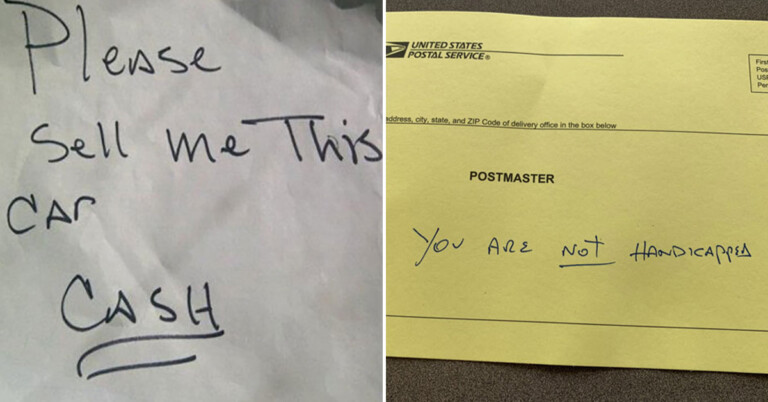 Please
Sell me This
CAr
CASH
UNITED STATES
POSTAL SERVICE®
address, city, state, and ZIP Code of delivery office in the box below
POSTMASTER
YOU ARE NOT HANDICAPPED